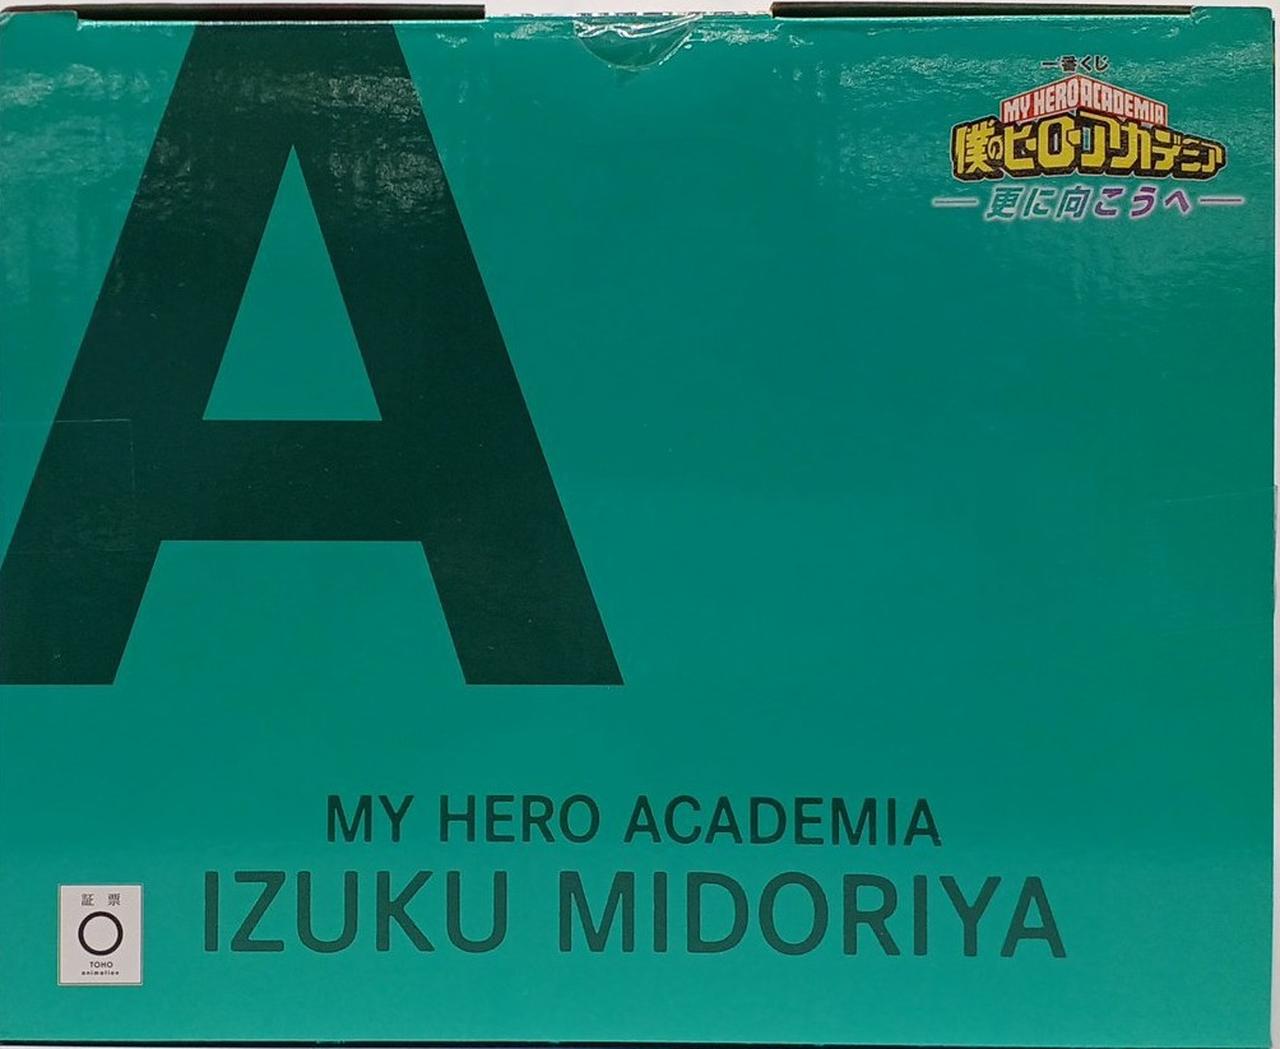 一番くじ
MY HERO ACADEMIA
僕のヒーローアカデミア
— 更に向こうへ —
A
MY HERO ACADEMIA
IZUKU MIDORIYA
証 票
TOHO
animation